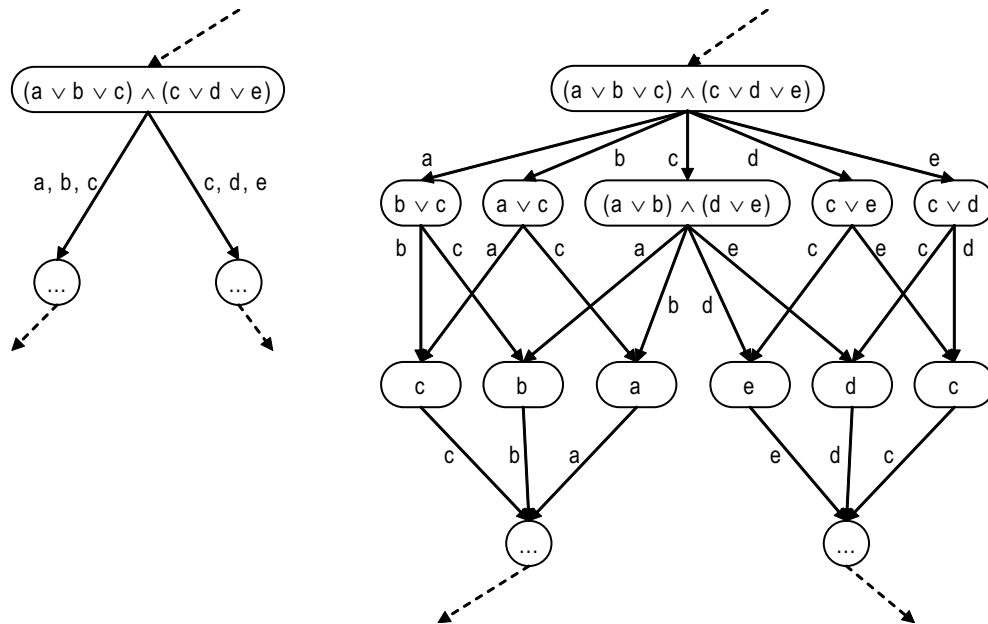 (a ∨ b ∨ c) ∧ (c ∨ d ∨ e)
a, b, c
c, d, e
...
...
(a ∨ b ∨ c) ∧ (c ∨ d ∨ e)
a
b
c
d
e
b ∨ c
a ∨ c
(a ∨ b) ∧ (d ∨ e)
c ∨ e
c ∨ d
b
c
a
c
a
e
c
e
c
d
b
d
c
b
a
e
d
c
c
b
a
e
d
c
...
...